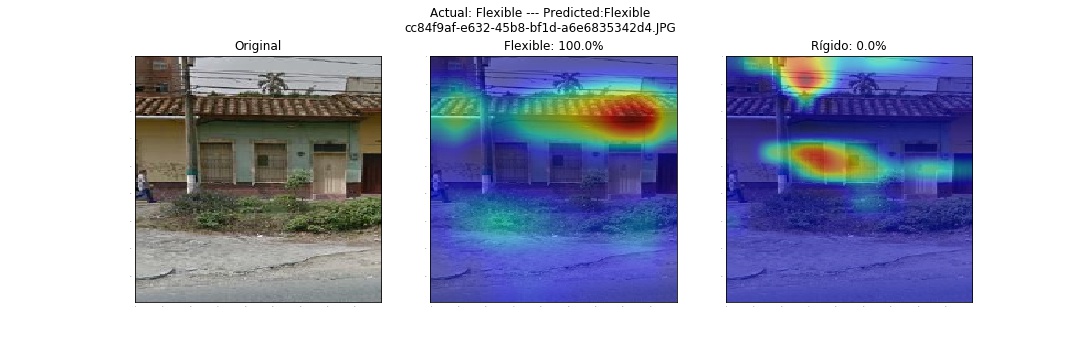 Actual: Flexible --- Predicted:Flexible
cc84f9af-e632-45b8-bf1d-a6e6835342d4.JPG
Original
Flexible: 100.0%
Rígido: 0.0%